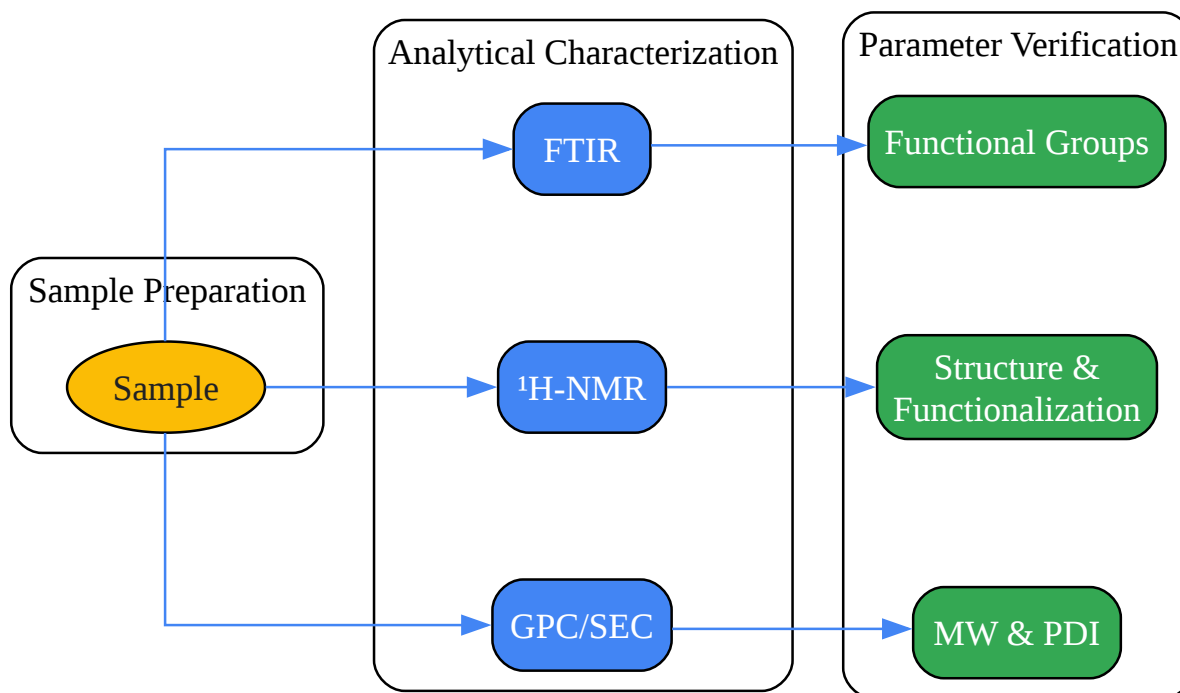 Analytical Characterization
Parameter Verification
FTIR
Functional Groups
Sample Preparation
Sample
¹H-NMR
Structure &
Functionalization
GPC/SEC
MW & PDI